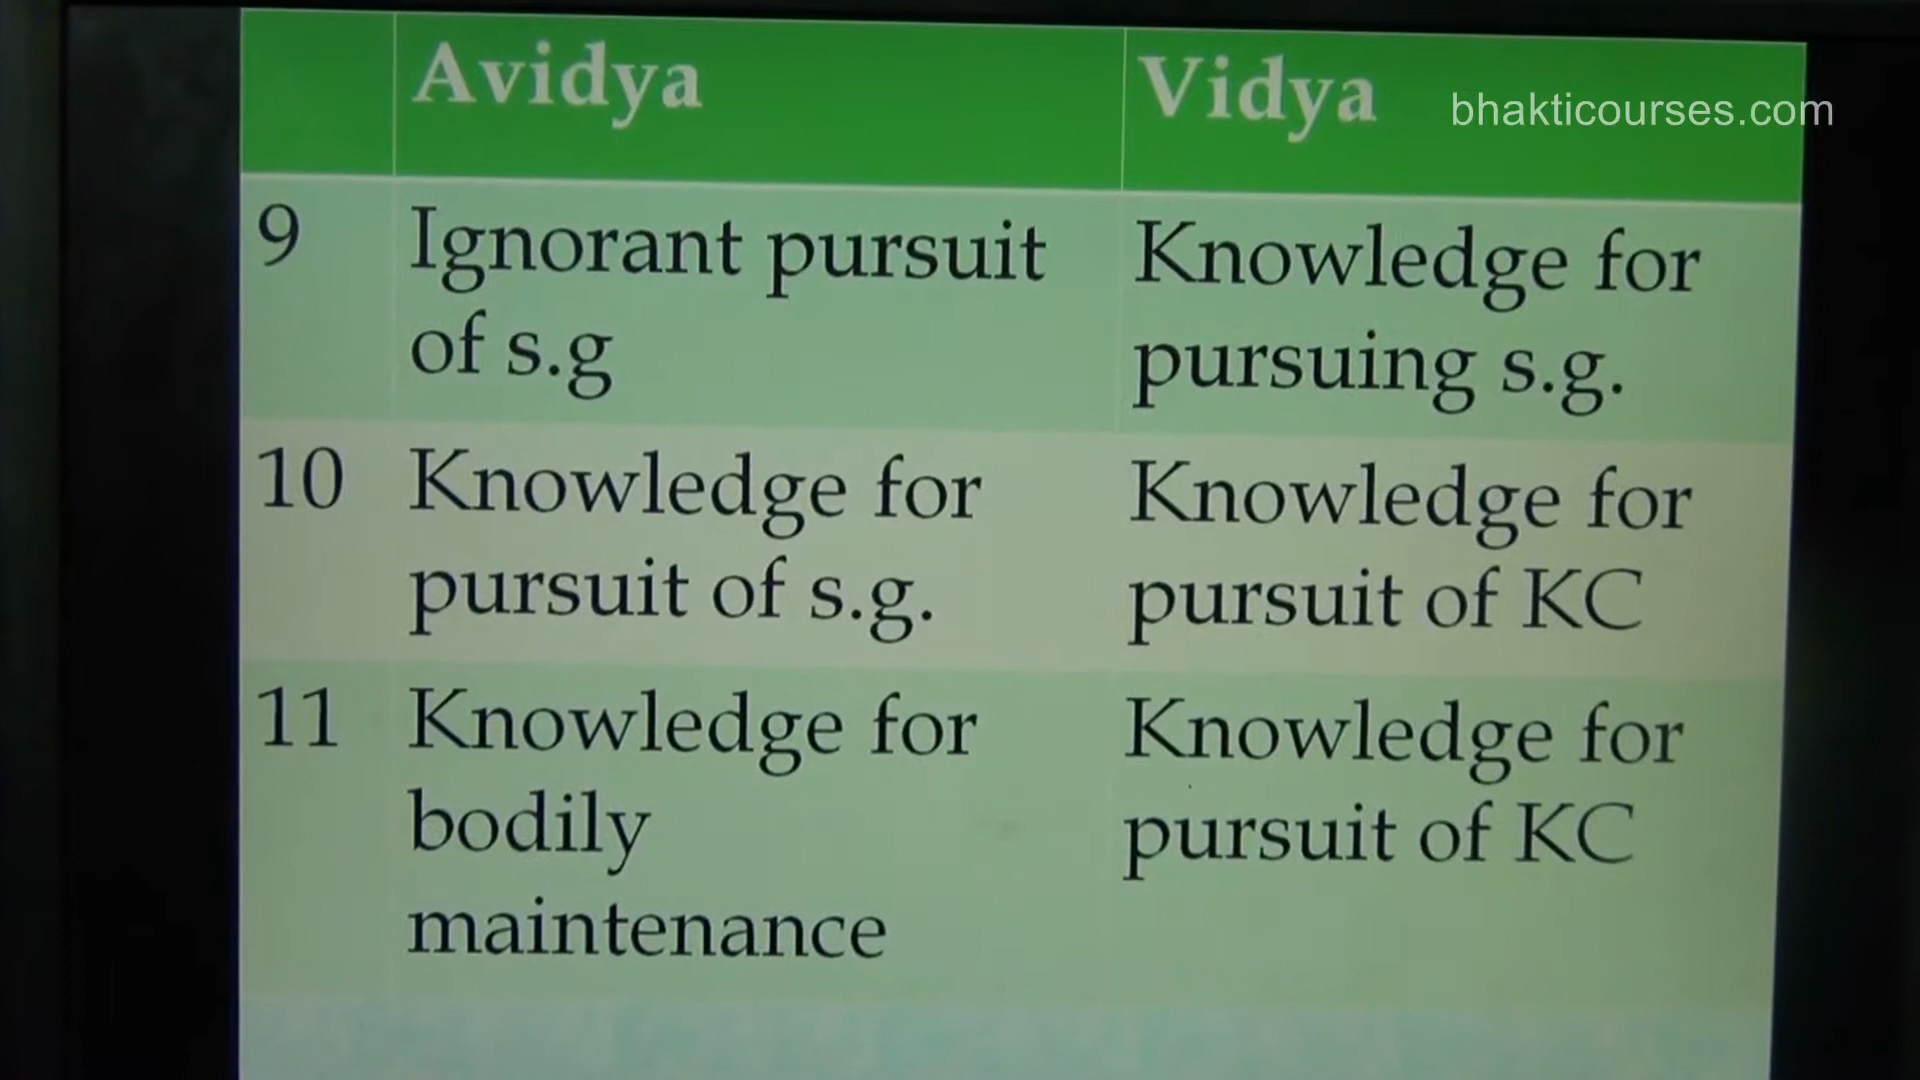 Avidya
Vidya
bhakticourses.com
9
Ignorant pursuit
of s.g
Knowledge for
pursuing s.g.
10
Knowledge for
pursuit of s.g.
Knowledge for
pursuit of KC
11
Knowledge for
bodily
maintenance
Knowledge for
pursuit of KC